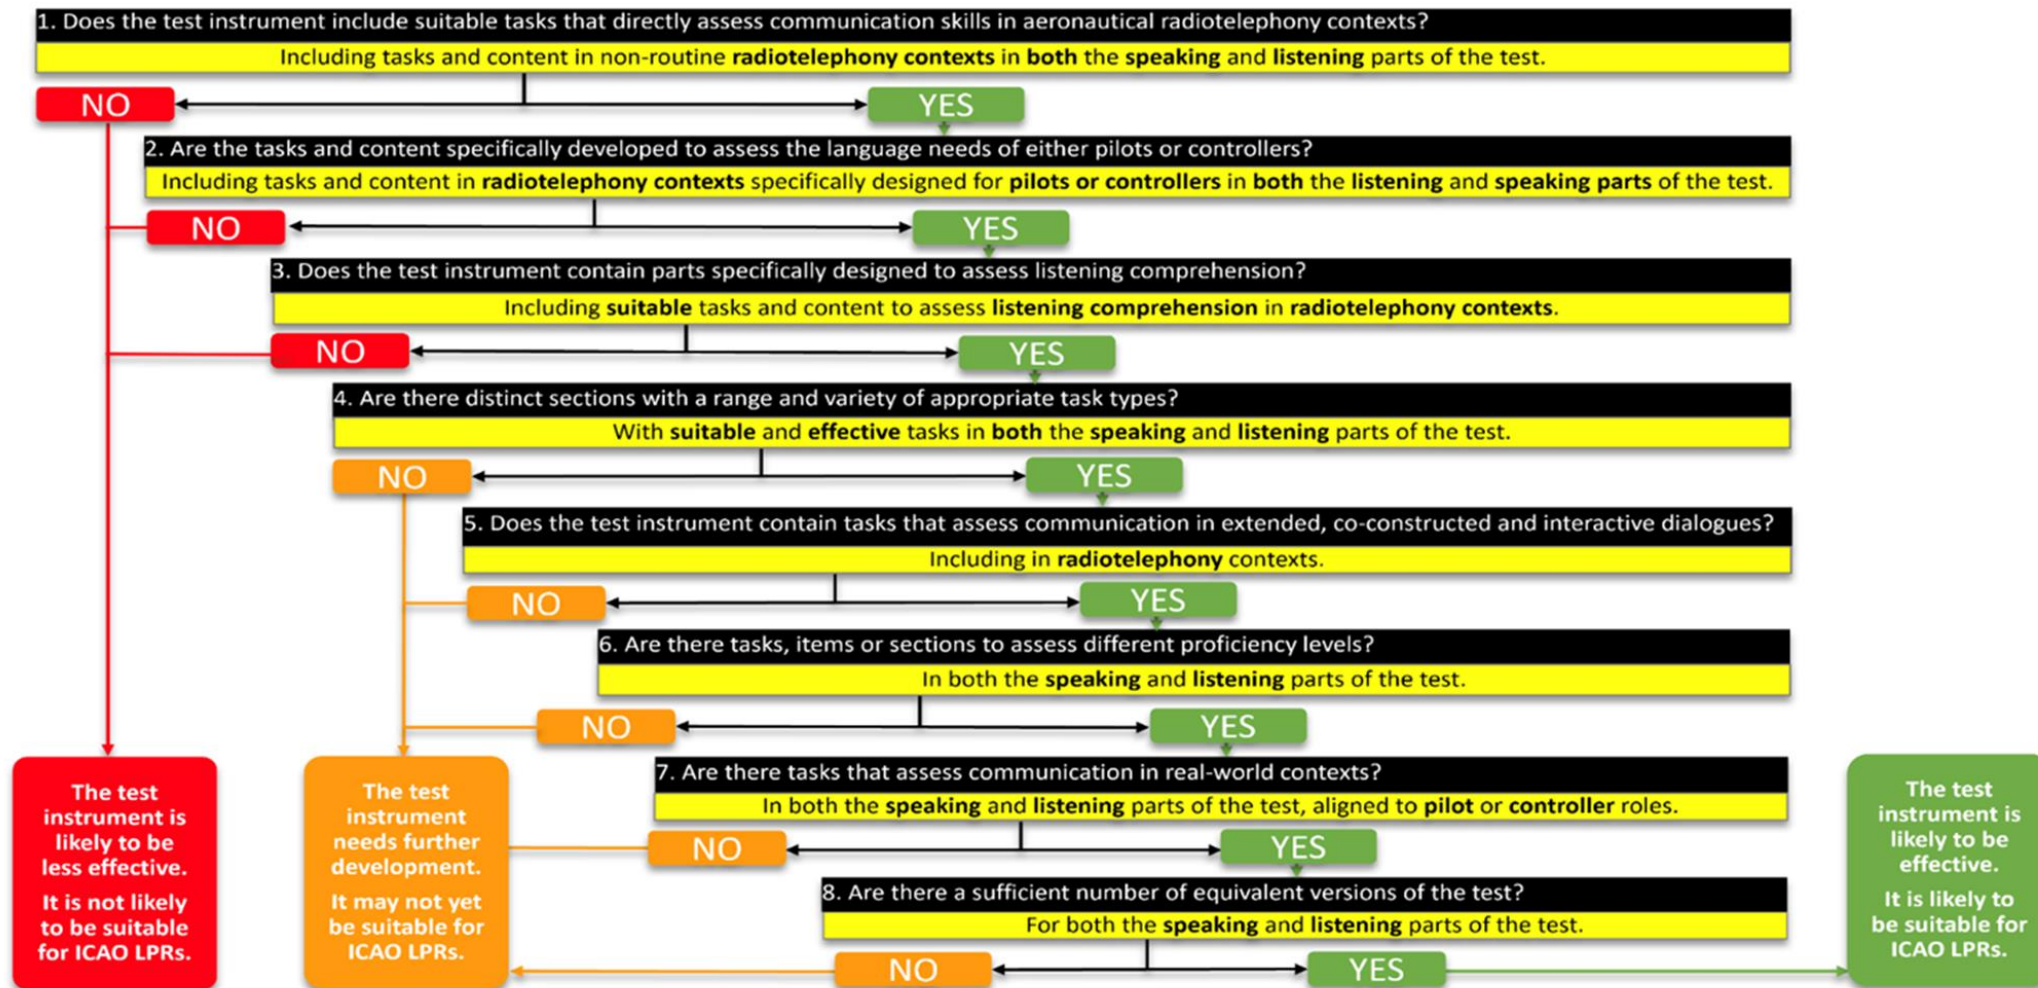 1. Does the test instrument include suitable tasks that directly assess communication skills in aeronautical radiotelephony contexts?
Including tasks and content in non-routine radiotelephony contexts in both the speaking and listening parts of the test.
NO
YES
2. Are the tasks and content specifically developed to assess the language needs of either pilots or controllers?
Including tasks and content in radiotelephony contexts specifically designed for pilots or controllers in both the listening and speaking parts of the test.
NO
YES
3. Does the test instrument contain parts specifically designed to assess listening comprehension?
Including suitable tasks and content to assess listening comprehension in radiotelephony contexts.
NO
YES
4. Are there distinct sections with a range and variety of appropriate task types?
With suitable and effective tasks in both the speaking and listening parts of the test.
NO
YES
5. Does the test instrument contain tasks that assess communication in extended, co-constructed and interactive dialogues?
Including in radiotelephony contexts.
NO
YES
6. Are there tasks, items or sections to assess different proficiency levels?
In both the speaking and listening parts of the test.
NO
YES
7. Are there tasks that assess communication in real-world contexts?
In both the speaking and listening parts of the test, aligned to pilot or controller roles.
NO
YES
8. Are there a sufficient number of equivalent versions of the test?
For both the speaking and listening parts of the test.
NO
YES
The test
instrument is
likely to be
less effective.
It is not likely
to be suitable
for ICAO LPRs.
The test
instrument
needs further
development.
It may not yet
be suitable for
ICAO LPRs.
The test
instrument is
likely to be
effective.
It is likely to
be suitable for
ICAO LPRs.